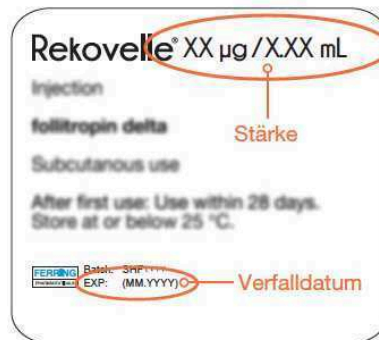 Rekovelle® XX µg/X.XX mL
Injection
Stärke
follitropin delta
Subcutanous use
After first use: Use within 28 days.
Store at or below 25 °C.
FERRING
Batch:
EXP: (MM.YYYY)
Verfalldatum